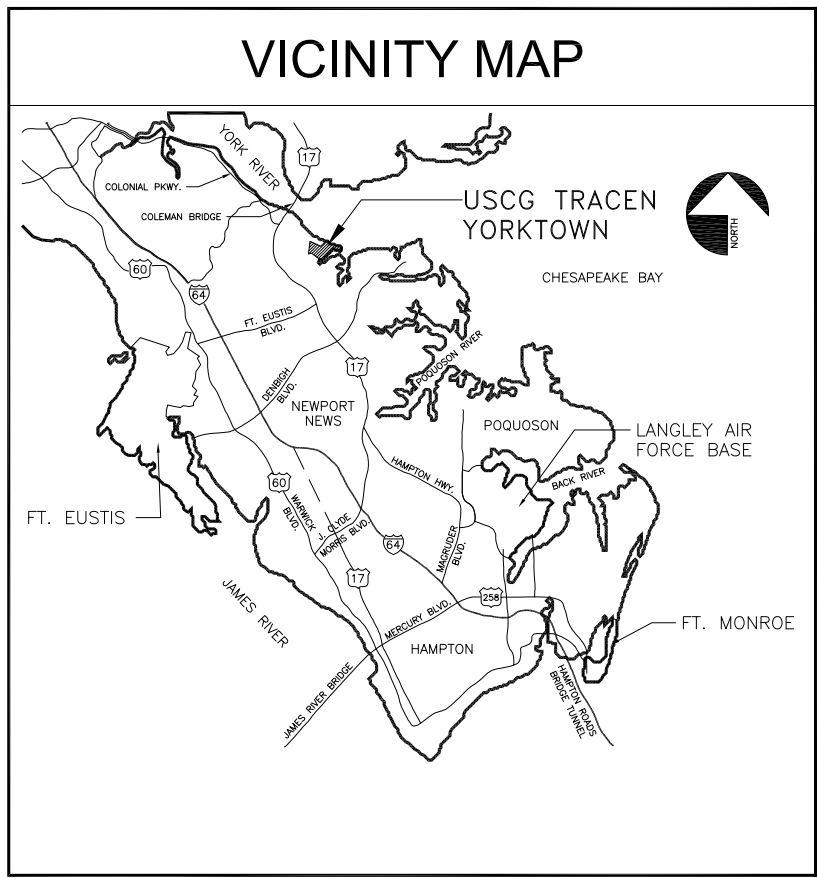 VICINITY MAP
YORK RIVER
17
COLONIAL PKWY.
COLEMAN BRIDGE
USCG TRACEN
YORKTOWN
NORTH
CHESAPEAKE BAY
60
64
FT. EUSTIS
BLVD.
POQUOSON RIVER
17
DENBIGH
BLVD.
NEWPORT
NEWS
POQUOSON
LANGLEY AIR
FORCE BASE
HAMPTON HWY.
BACK RIVER
60
WARWICK
BLVD.
FT. EUSTIS
J. CLYDE
MORRIS BLVD.
64
MAGRUDER
BLVD.
17
258
JAMES RIVER
MERCURY BLVD.
FT. MONROE
HAMPTON
JAMES RIVER BRIDGE
HAMPTON ROADS
BRIDGE TUNNEL